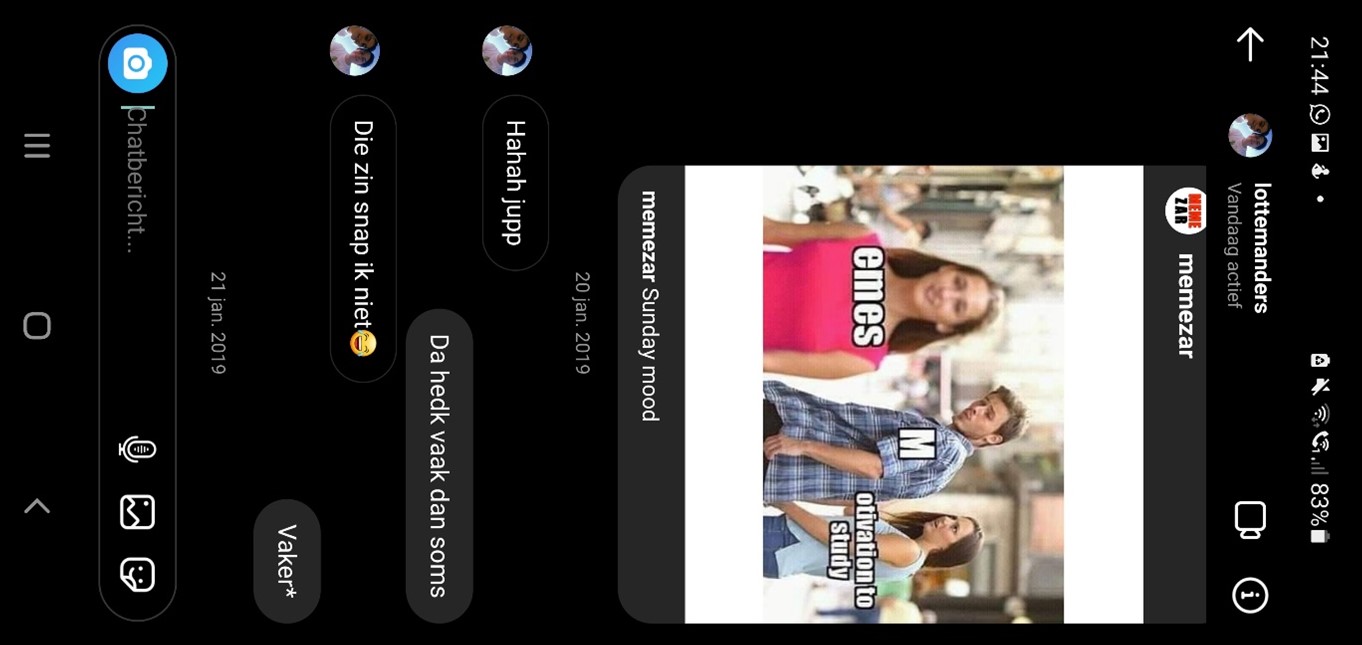 21:44
83%
lottemanders
Vandaag actief
MEME
ZAR
memezar
M
emes
otivation to
study
memezar Sunday mood
20 jan. 2019
Hahah jupp
Da hedk vaak dan soms
Die zin snap ik niet😂
Vaker*
21 jan. 2019
Chatbericht...